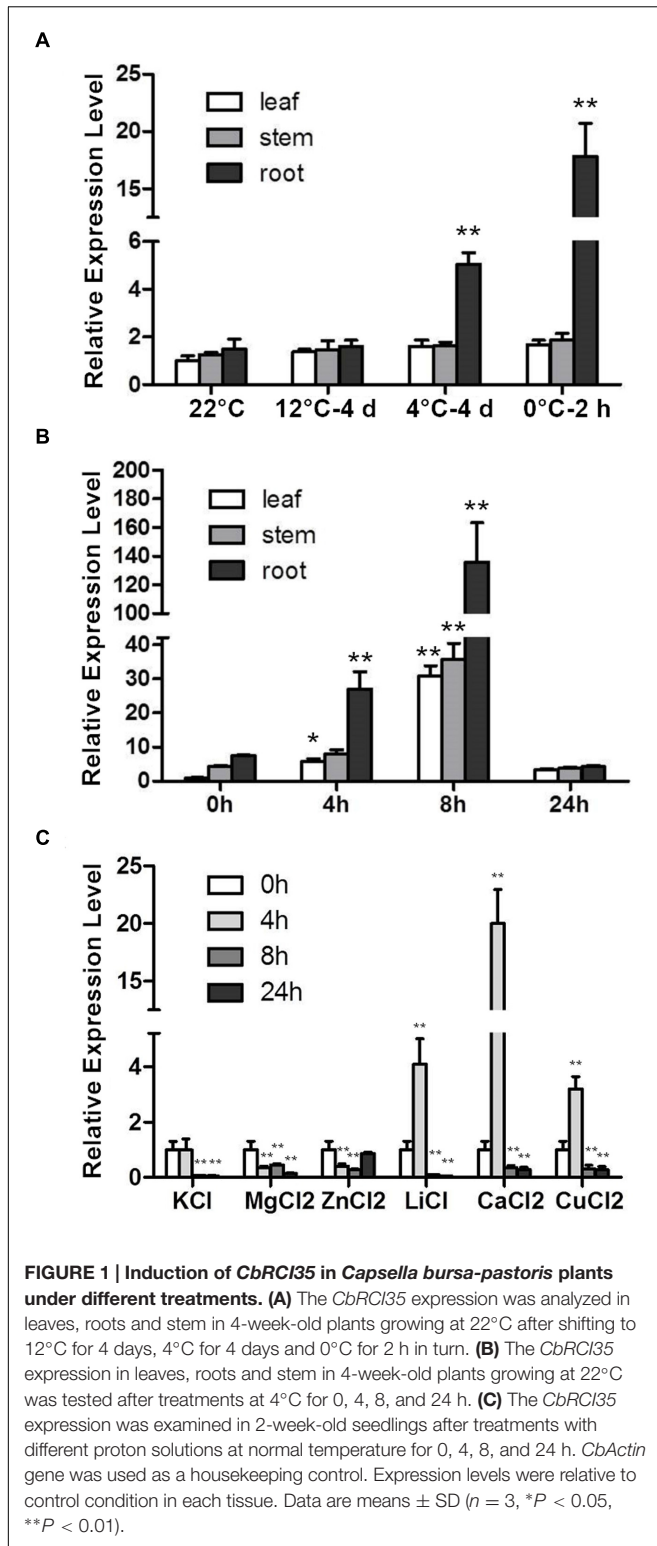 A
Relative Expression Level
25
20
15
6
4
2
0
leaf
stem
root
**
**
22°C 12°C-4 d 4°C-4 d 0°C-2 h
B
Relative Expression Level
200
180
160
140
120
100
80
40
30
20
10
0
leaf
stem
root
*
**
**
**
**
0h 4h 8h 24h
C
Relative Expression Level
25
20
15
4
2
0
0h
4h
8h
24h
** ** ** ** ** ** ** ** ** ** ** ** ** ** ** **
KCl MgCl2 ZnCl2 LiCl CaCl2 CuCl2
FIGURE 1 | Induction of CbRCI35 in Capsella bursa-pastoris plants
under different treatments. (A) The CbRCI35 expression was analyzed in
leaves, roots and stem in 4-week-old plants growing at 22°C after shifting to
12°C for 4 days, 4°C for 4 days and 0°C for 2 h in turn. (B) The CbRCI35
expression in leaves, roots and stem in 4-week-old plants growing at 22°C
was tested after treatments at 4°C for 0, 4, 8, and 24 h. (C) The CbRCI35
expression was examined in 2-week-old seedlings after treatments with
different proton solutions at normal temperature for 0, 4, 8, and 24 h. CbActin
gene was used as a housekeeping control. Expression levels were relative to
control condition in each tissue. Data are means ± SD (n = 3, *P < 0.05,
**P < 0.01).